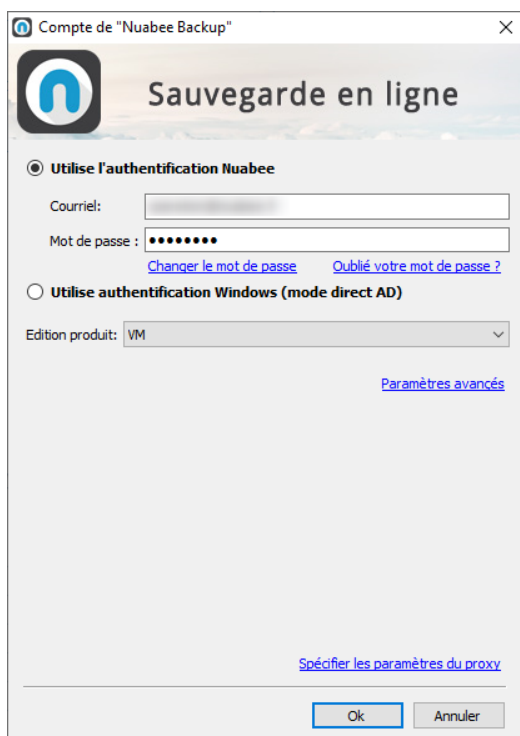 Compte de "Nuabee Backup"
Sauvegarde en ligne
Utilise l'authentification Nuabee
Courriel:
Mot de passe : ●●●●●●●●
Changer le mot de passe Oublié votre mot de passe ?
Utilise authentification Windows (mode direct AD)
Edition produit: VM
Paramètres avancés
Spécifier les paramètres du proxy
Ok Annuler